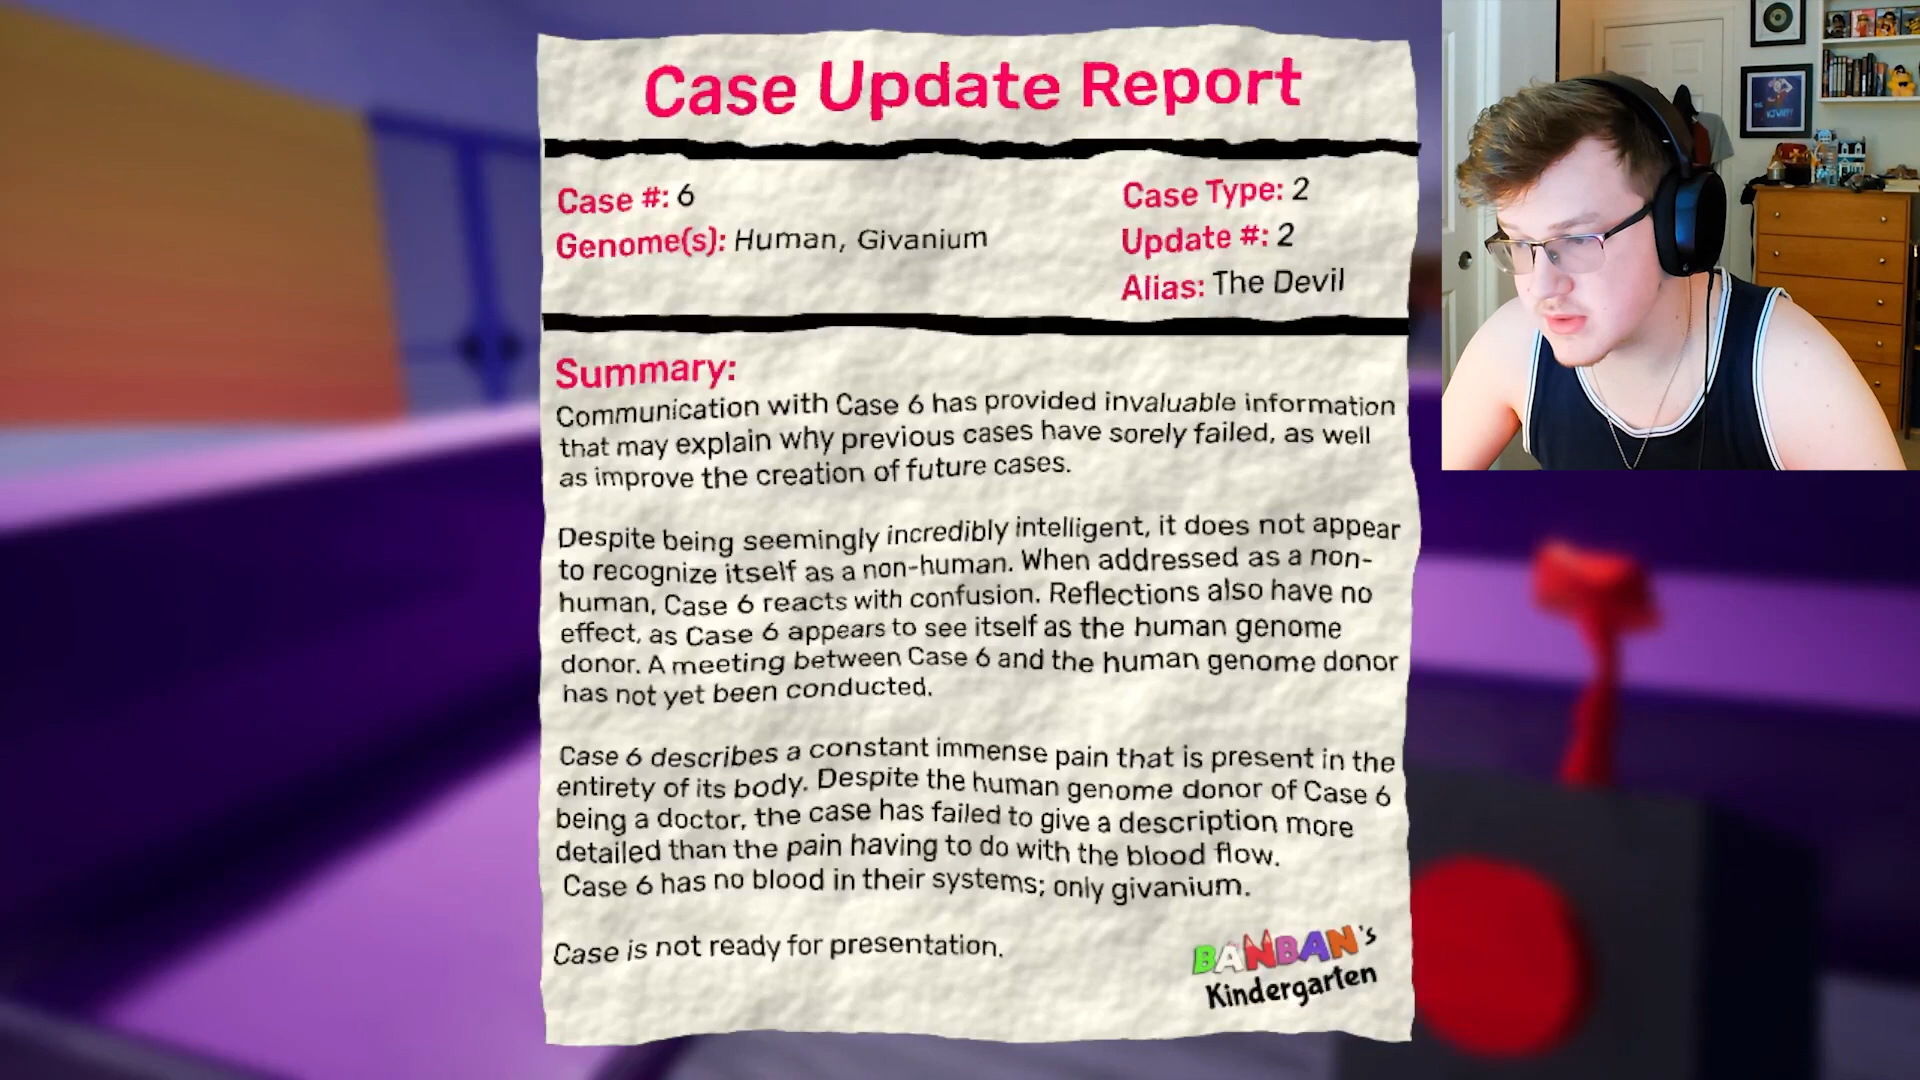 Case Update Report
Case #: 6
Genome(s): Human, Givanium
Case Type: 2
Update #: 2
Alias: The Devil
Summary:
Communication with Case 6 has provided invaluable information
that may explain why previous cases have sorely failed, as well
as improve the creation of future cases.
Despite being seemingly incredibly intelligent, it does not appear
to recognize itself as a non-human. When addressed as a non-
human, Case 6 reacts with confusion. Reflections also have no
effect, as Case 6 appears to see itself as the human genome
donor. A meeting between Case 6 and the human genome donor
has not yet been conducted.
Case 6 describes a constant immense pain that is present in the
entirety of its body. Despite the human genome donor of Case 6
being a doctor, the case has failed to give a description more
detailed than the pain having to do with the blood flow.
Case 6 has no blood in their systems; only givanium.
Case is not ready for presentation.
BANBAN's
Kindergarten